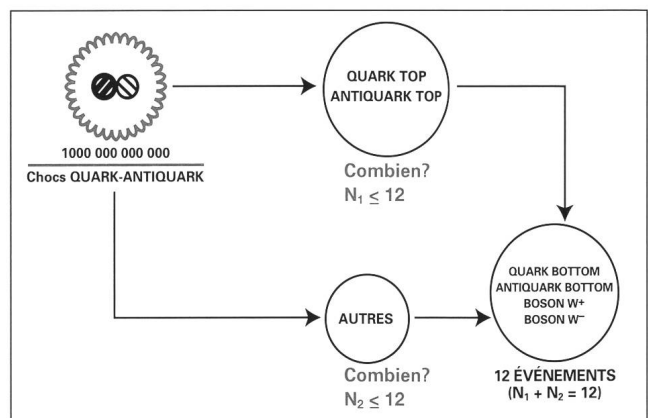 QUARK TOP
ANTIQUARK TOP
1000 000 000 000
Chocs QUARK-ANTIQUARK
Combien?
N₁ ≤ 12
AUTRES
Combien?
N₂ ≤ 12
QUARK BOTTOM
ANTIQUARK BOTTOM
BOSON W⁺
BOSON W⁻
12 ÉVÉNEMENTS
(N₁ + N₂ = 12)